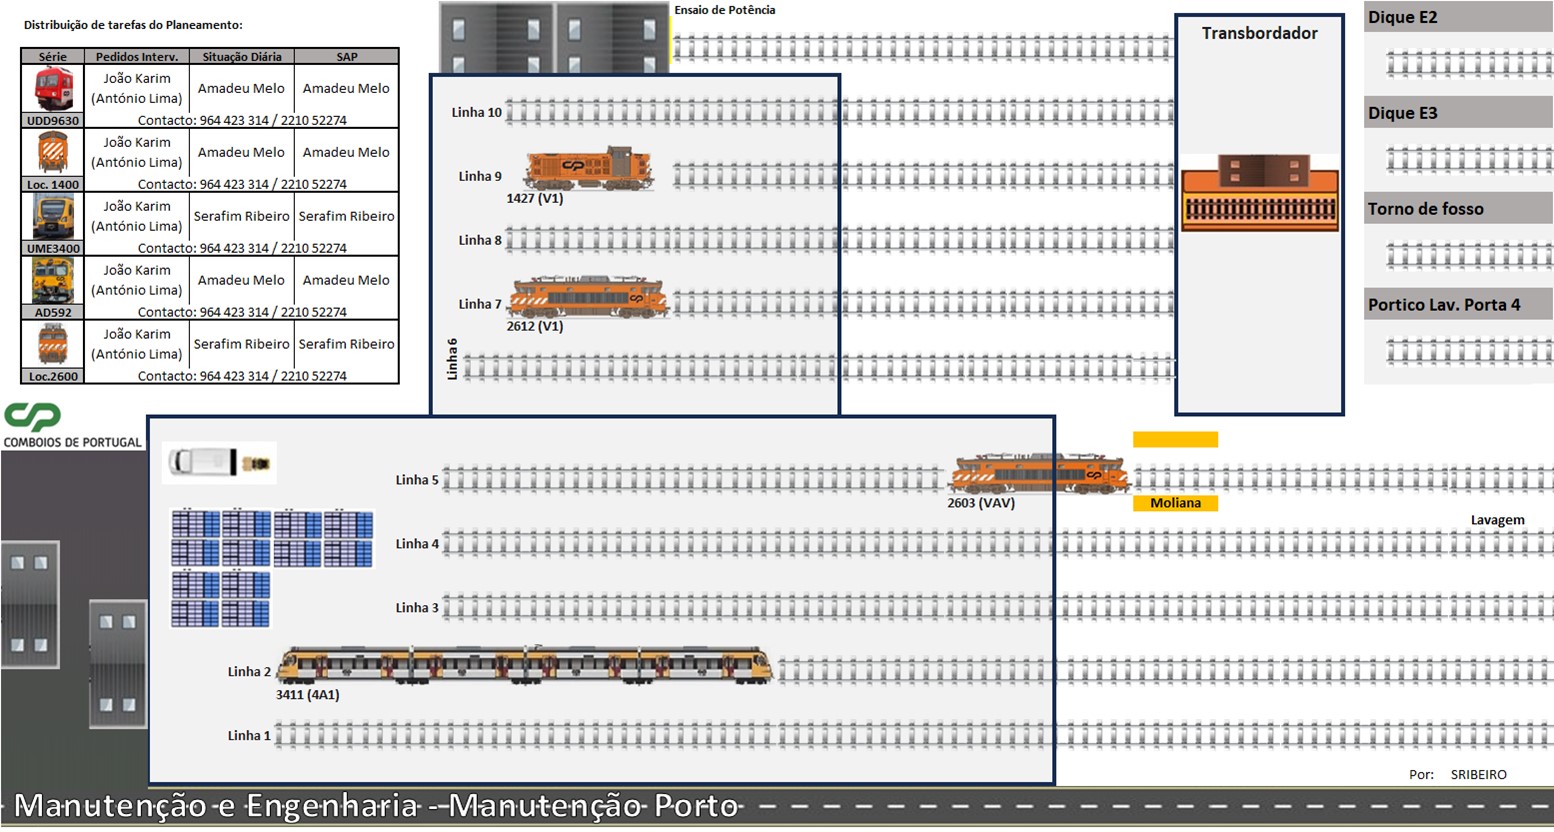 Distribuição de tarefas do Planeamento:
Série Pedidos Interv. Situação Diária SAP
João Karim
(António Lima) Amadeu Melo Amadeu Melo
UDD9630 Contacto: 964 423 314 / 2210 52274
João Karim
(António Lima) Amadeu Melo Amadeu Melo
Loc. 1400 Contacto: 964 423 314 / 2210 52274
João Karim
(António Lima) Serafim Ribeiro Serafim Ribeiro
UME3400 Contacto: 964 423 314 / 2210 52274
João Karim
(António Lima) Amadeu Melo Amadeu Melo
AD592 Contacto: 964 423 314 / 2210 52274
João Karim
(António Lima) Serafim Ribeiro Serafim Ribeiro
Loc.2600 Contacto: 964 423 314 / 2210 52274
CP
COMBOIOS DE PORTUGAL
Ensaio de Potência
Linha 10
Linha 9
CP
1427 (V1)
Linha 8
Linha 7
CP
2612 (V1)
Linha 6
Transbordador
Dique E2
Dique E3
Torno de fosso
Portico Lav. Porta 4
Linha 5
CP
2603 (VAV)
Moliana
Lavagem
Linha 4
Linha 3
Linha 2
3411 (4A1)
Linha 1
Por: SRIBEIRO
Manutenção e Engenharia - Manutenção Porto